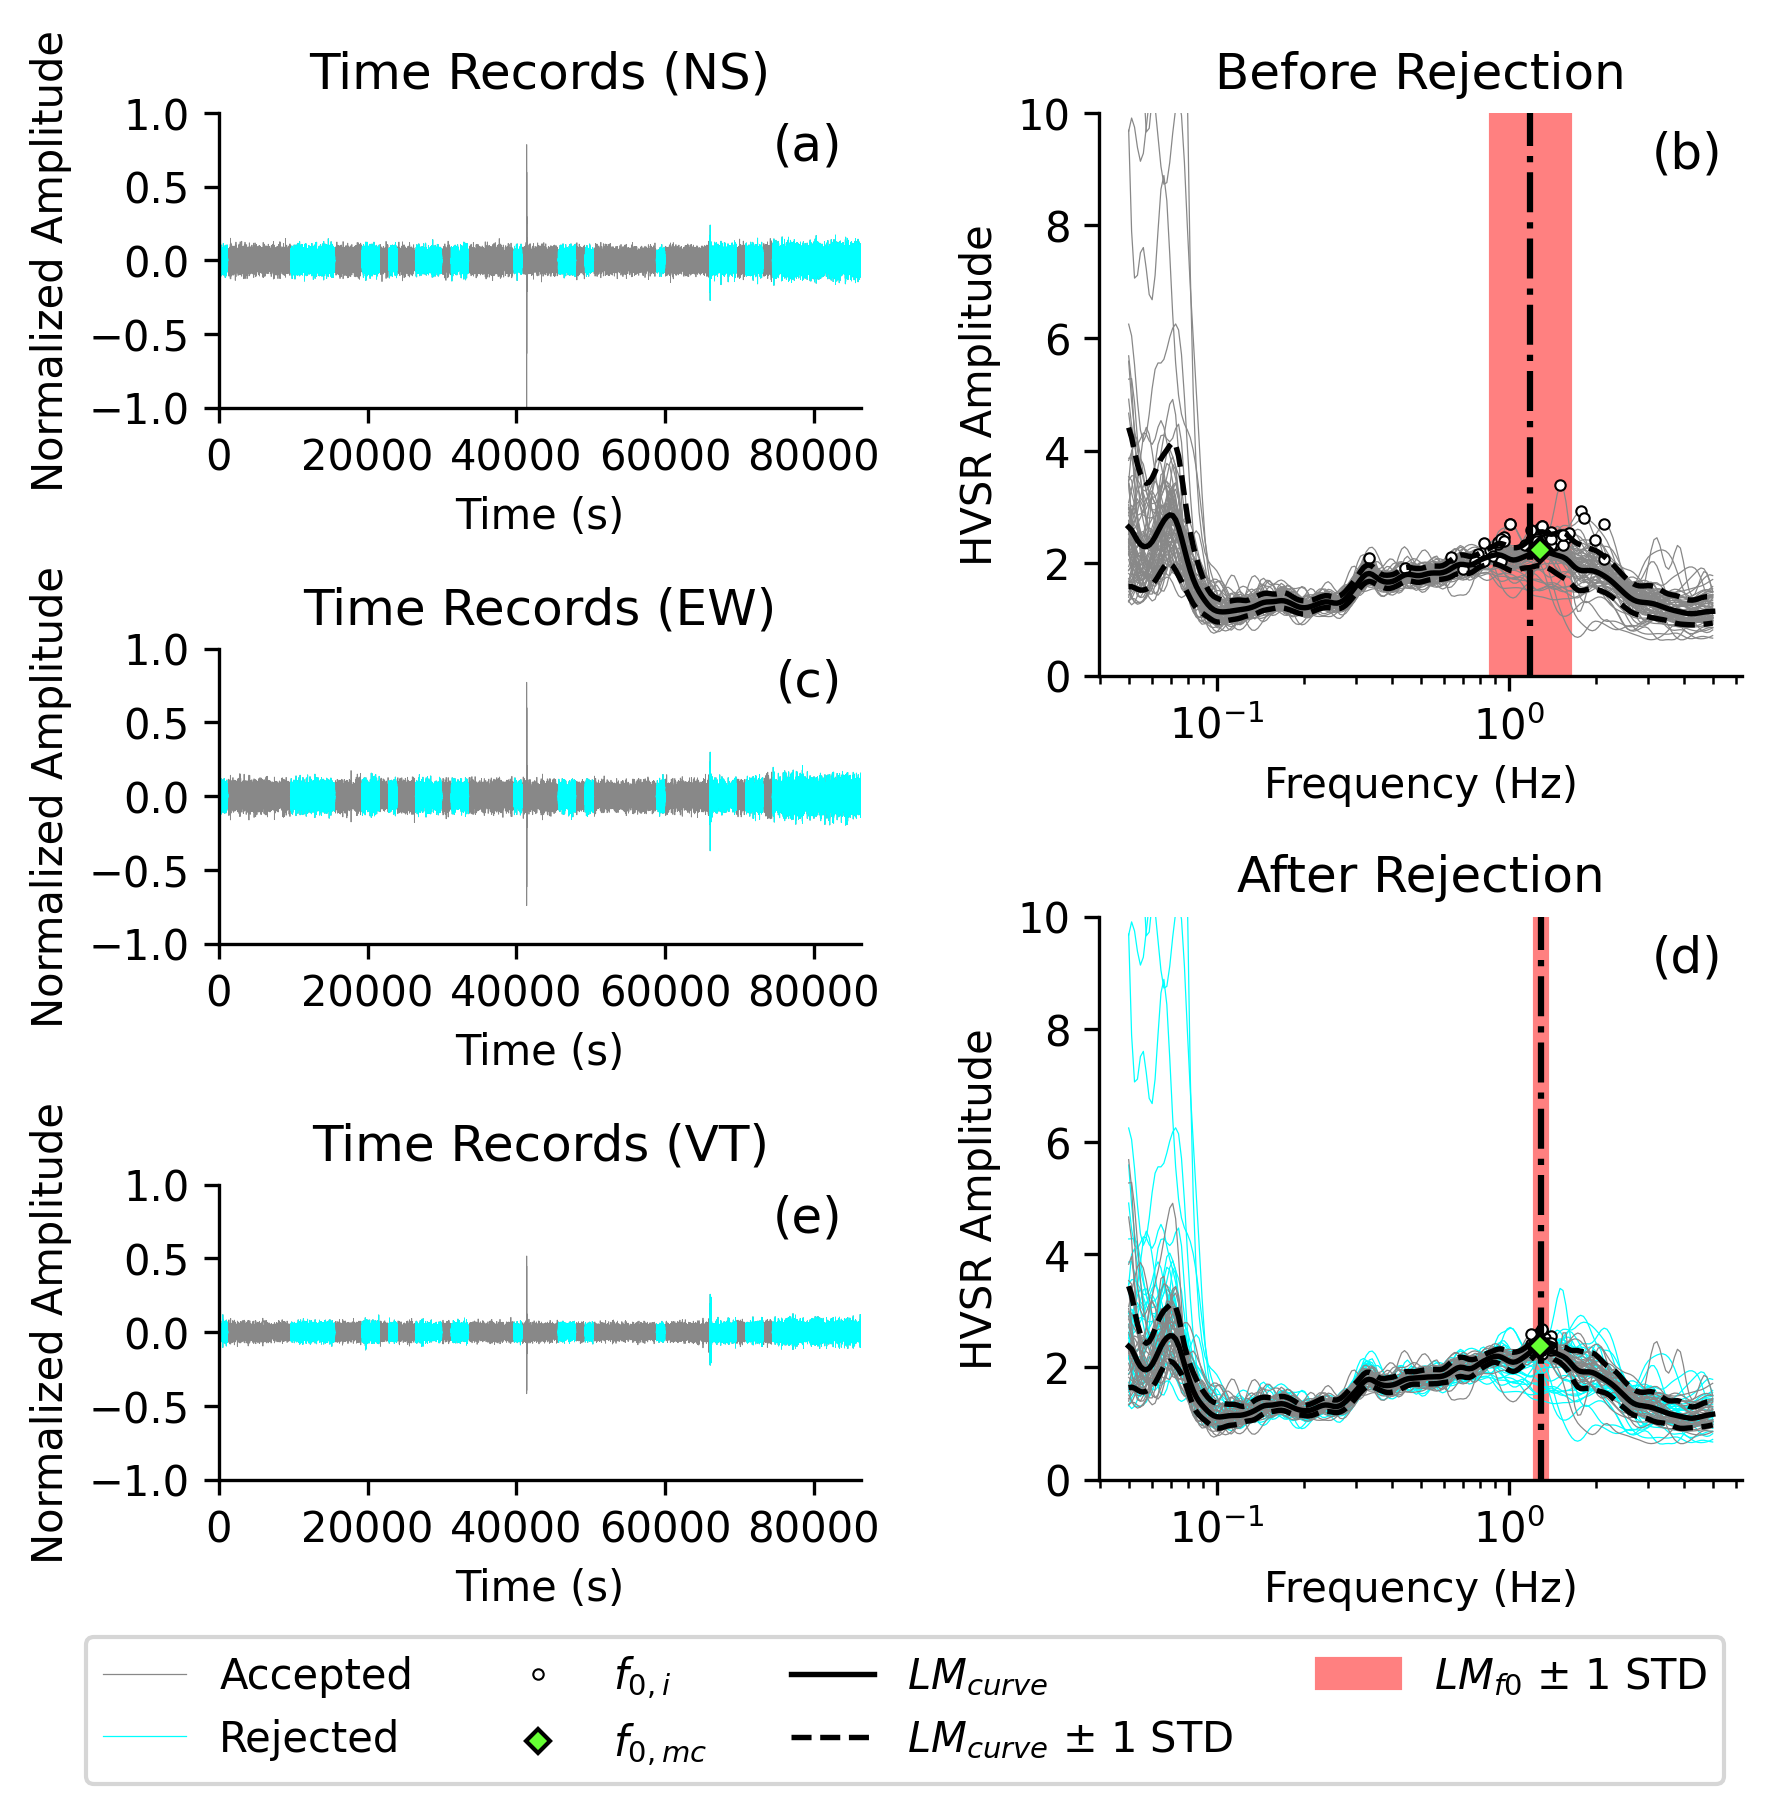 Time Records (NS)
Normalized Amplitude
1.0
0.5
0.0
−0.5
−1.0
(a)
0 20000 40000 60000 80000
Time (s)
Before Rejection
HVSR Amplitude
10
8
6
4
2
0
(b)
10⁻¹ 10⁰
Frequency (Hz)
Time Records (EW)
Normalized Amplitude
1.0
0.5
0.0
−0.5
−1.0
(c)
0 20000 40000 60000 80000
Time (s)
After Rejection
HVSR Amplitude
10
8
6
4
2
0
(d)
10⁻¹ 10⁰
Frequency (Hz)
Time Records (VT)
Normalized Amplitude
1.0
0.5
0.0
−0.5
−1.0
(e)
0 20000 40000 60000 80000
Time (s)
Accepted
Rejected
f0,i
f0,mc
LMcurve
LMcurve ± 1 STD
LMf0 ± 1 STD